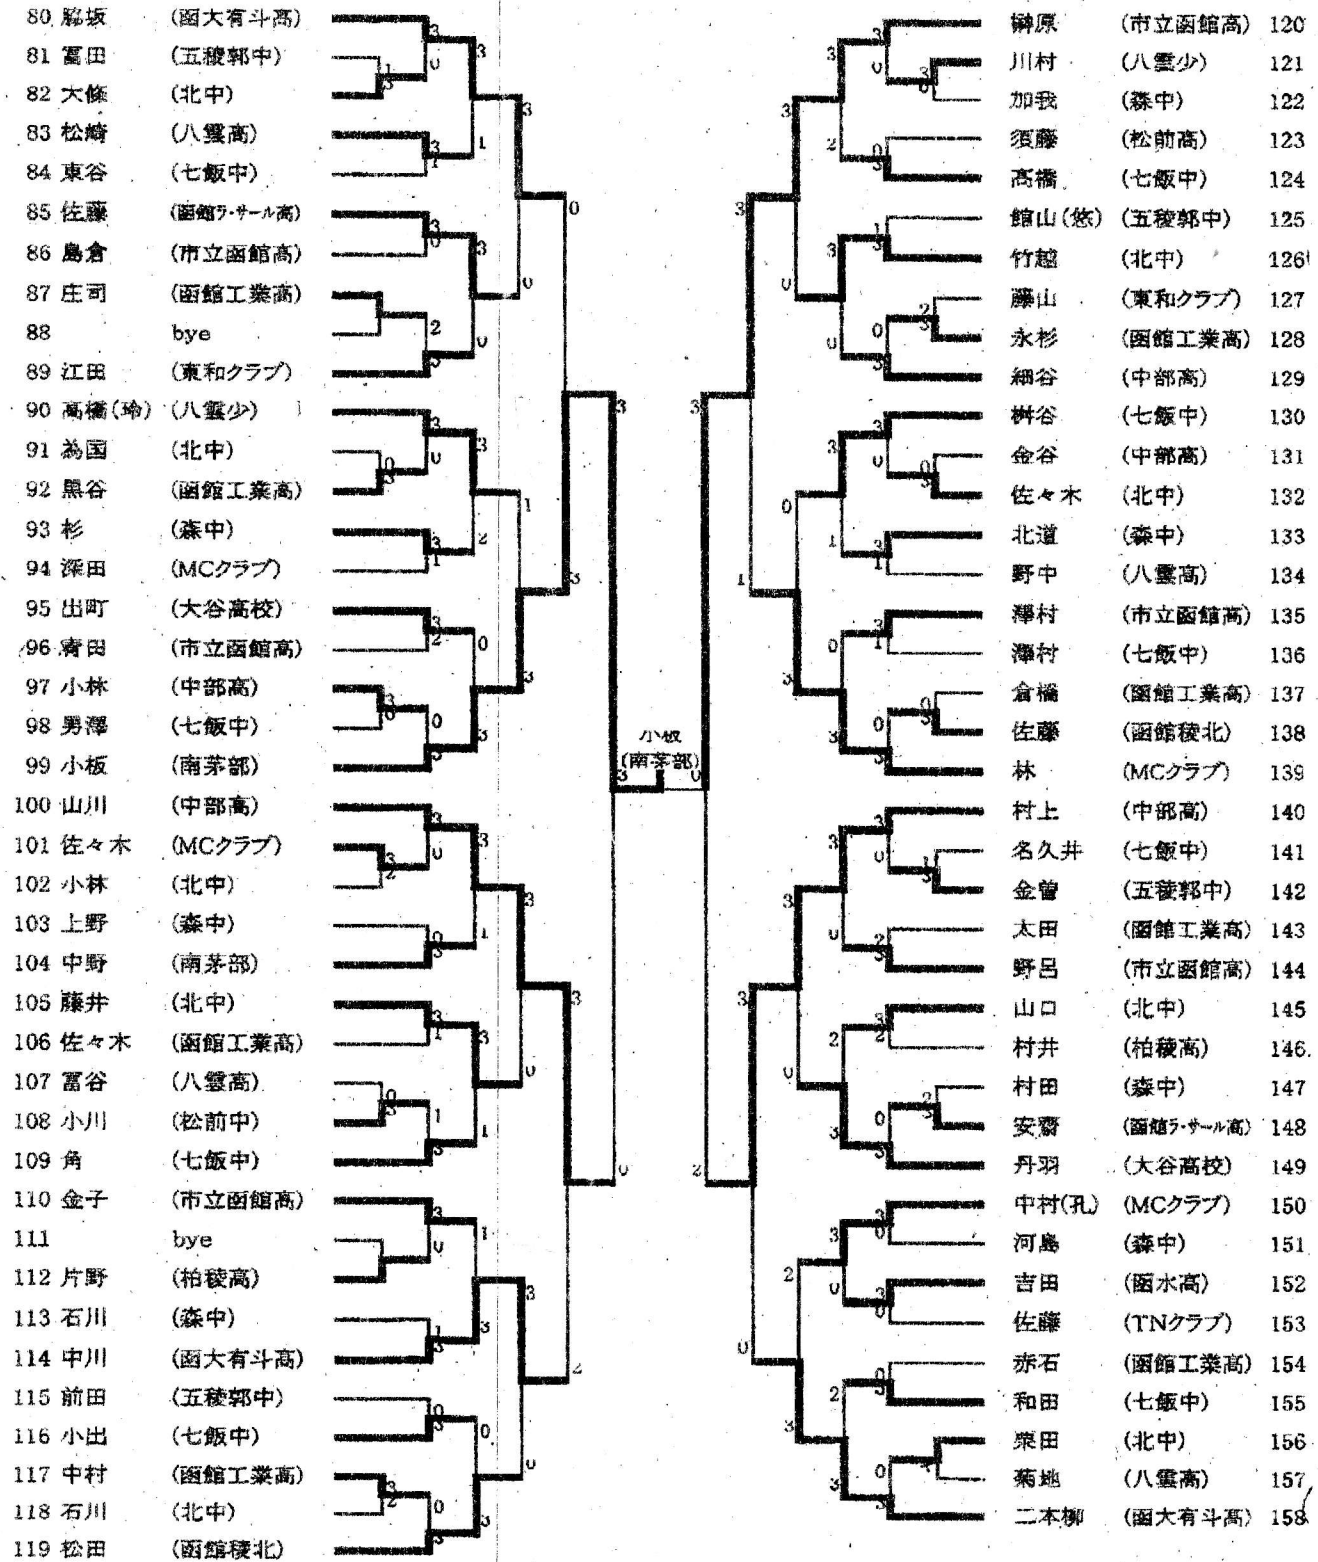 80 脇坂 (函大有斗高)
81 冨田 (五稜郭中)
82 大條 (北中)
83 松崎 (八雲高)
84 東谷 (七飯中)
85 佐藤 (函館ラ・サール高)
86 島倉 (市立函館高)
87 庄司 (函館工業高)
88 bye
89 江田 (東和クラブ)
90 高橋(玲) (八雲少)
91 為国 (北中)
92 黒谷 (函館工業高)
93 杉 (森中)
94 深田 (MCクラブ)
95 出町 (大谷高校)
96 青田 (市立函館高)
97 小林 (中部高)
98 男澤 (七飯中)
99 小板 (南茅部)
100 山川 (中部高)
101 佐々木 (MCクラブ)
102 小林 (北中)
103 上野 (森中)
104 中野 (南茅部)
105 藤井 (北中)
106 佐々木 (函館工業高)
107 冨谷 (八雲高)
108 小川 (松前中)
109 角 (七飯中)
110 金子 (市立函館高)
111 bye
112 片野 (柏稜高)
113 石川 (森中)
114 中川 (函大有斗高)
115 前田 (五稜郭中)
116 小出 (七飯中)
117 中村 (函館工業高)
118 石川 (北中)
119 松田 (函館稜北)
小板
(南茅部)
3 0
榊原 (市立函館高) 120
川村 (八雲少) 121
加我 (森中) 122
須藤 (松前高) 123
高橋 (七飯中) 124
館山(悠) (五稜郭中) 125
竹越 (北中) 126
藤山 (東和クラブ) 127
永杉 (函館工業高) 128
細谷 (中部高) 129
桝谷 (七飯中) 130
金谷 (中部高) 131
佐々木 (北中) 132
北道 (森中) 133
野中 (八雲高) 134
澤村 (市立函館高) 135
澤村 (七飯中) 136
倉橋 (函館工業高) 137
佐藤 (函館稜北) 138
林 (MCクラブ) 139
村上 (中部高) 140
名久井 (七飯中) 141
金曽 (五稜郭中) 142
太田 (函館工業高) 143
野呂 (市立函館高) 144
山口 (北中) 145
村井 (柏稜高) 146
村田 (森中) 147
安齋 (函館ラ・サール高) 148
丹羽 (大谷高校) 149
中村(孔) (MCクラブ) 150
河島 (森中) 151
吉田 (函水高) 152
佐藤 (TNクラブ) 153
赤石 (函館工業高) 154
和田 (七飯中) 155
栗田 (北中) 156
菊地 (八雲高) 157
二本柳 (函大有斗高) 158